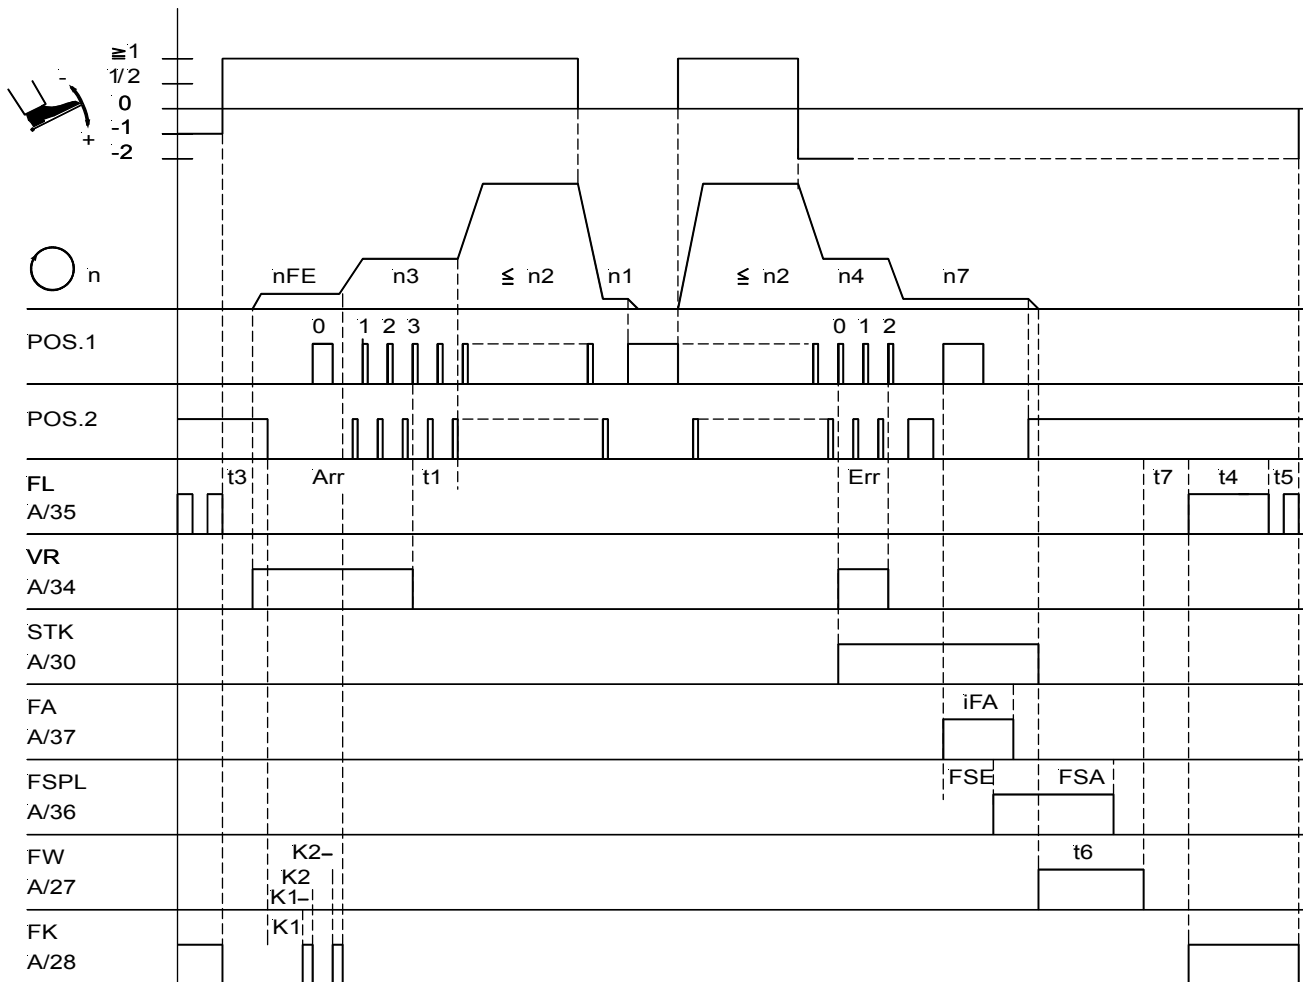 ≧1
- 1/2
0
-1
+ -2
n nFE n3 ≦ n2 n1 ≦ n2 n4 n7
POS.1 0 1 2 3 0 1 2
POS.2
FL t3 Arr t1 Err t7 t4 t5
A/35
VR
A/34
STK
A/30
FA iFA
A/37
FSPL FSE FSA
A/36
FW K2– t6
K2
A/27
K1–
FK K1
A/28